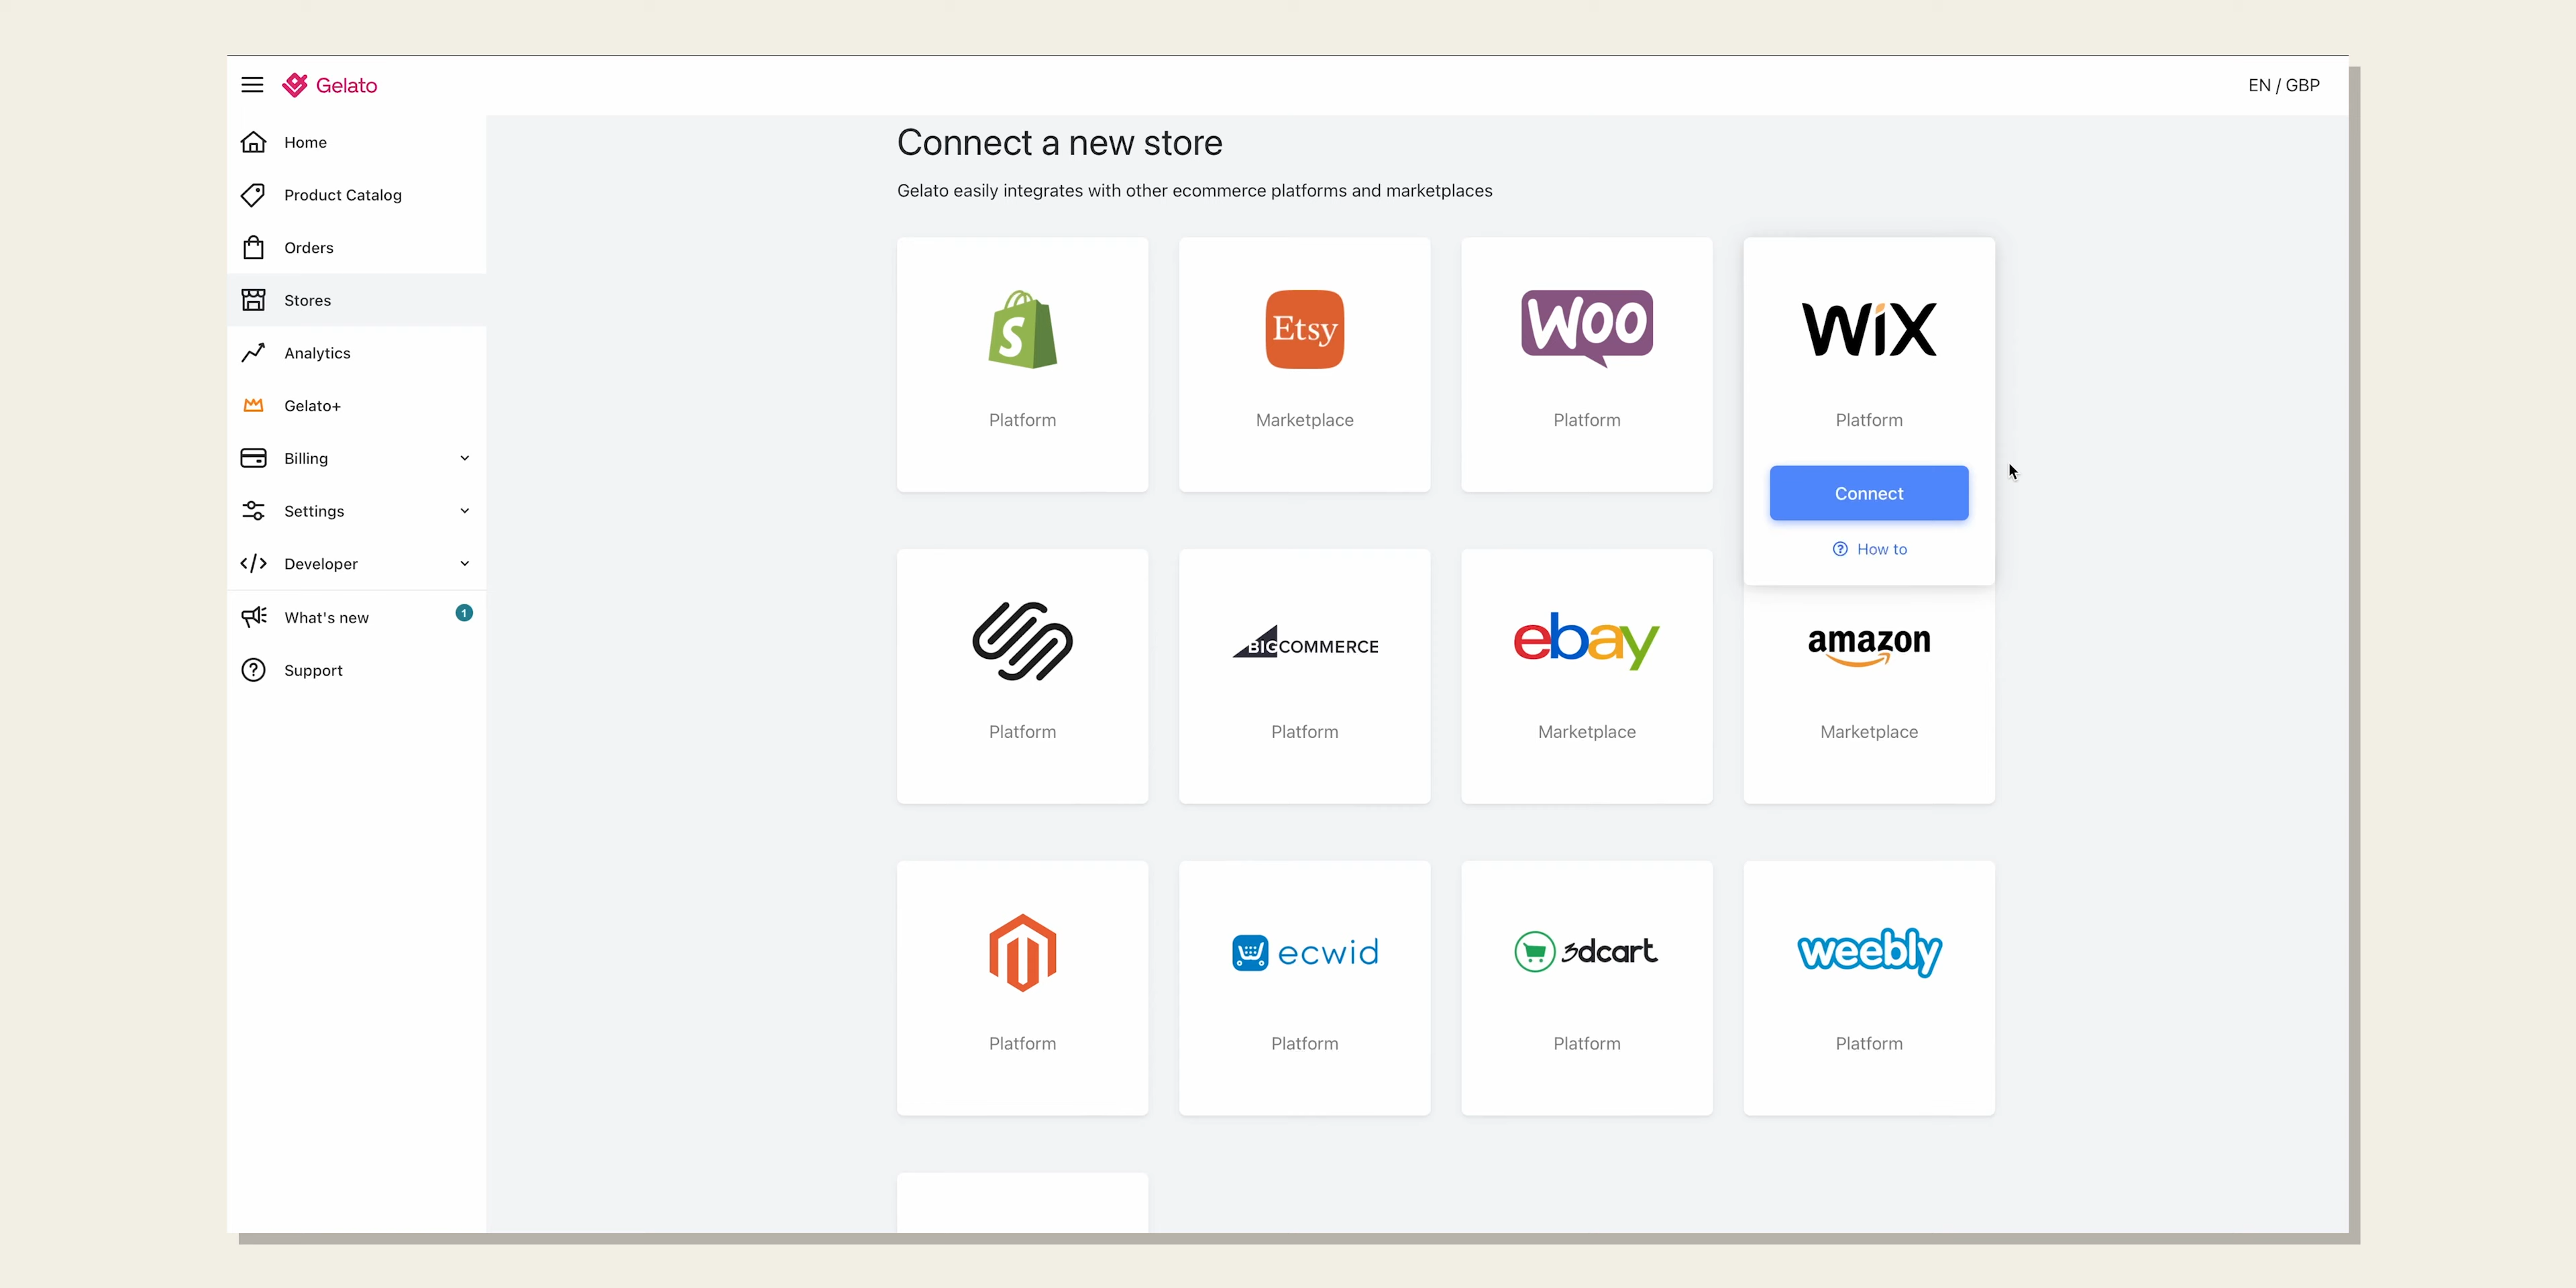 Gelato
EN / GBP
Home
Product Catalog
Orders
Stores
Analytics
Gelato+
Billing
Settings
Developer
What's new
1
Support
Connect a new store
Gelato easily integrates with other ecommerce platforms and marketplaces
S
Platform
Etsy
Marketplace
Woo
Platform
WiX
Platform
Connect
? How to
Platform
BIGCOMMERCE
Platform
ebay
Marketplace
amazon
Marketplace
Platform
ecwid
Platform
3dcart
Platform
weebly
Platform